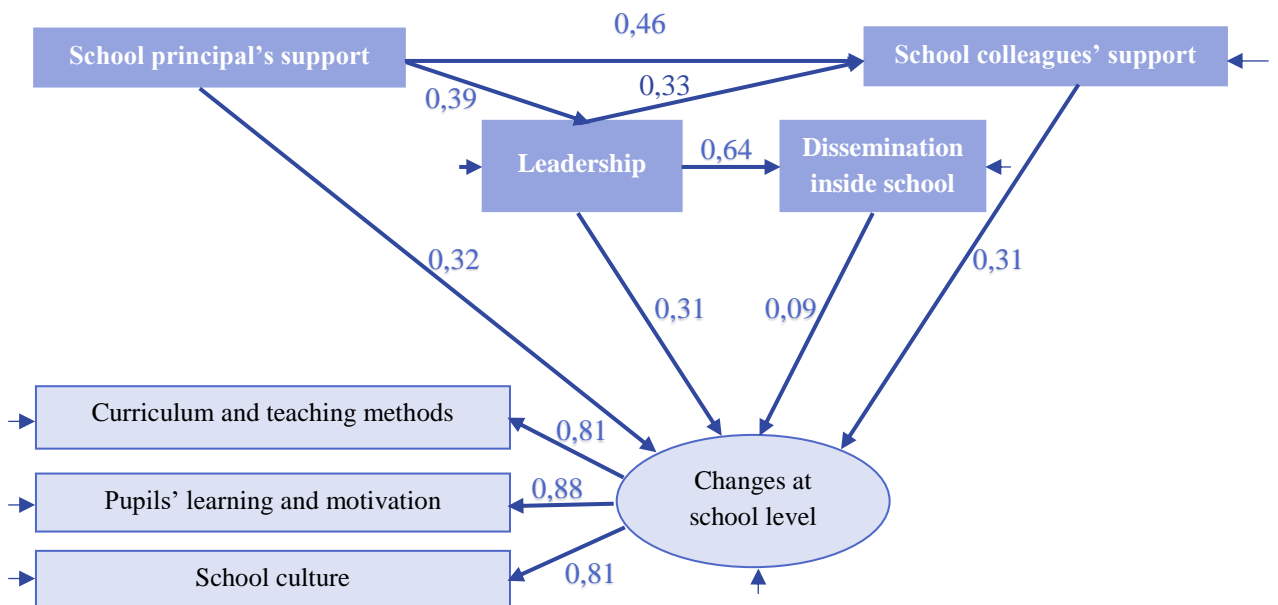 0,46
School principal’s support
School colleagues’ support
0,39
0,33
Leadership
0,64
Dissemination
inside school
0,32
0,31
0,09
0,31
Curriculum and teaching methods
0,81
Pupils’ learning and motivation
0,88
Changes at
school level
School culture
0,81